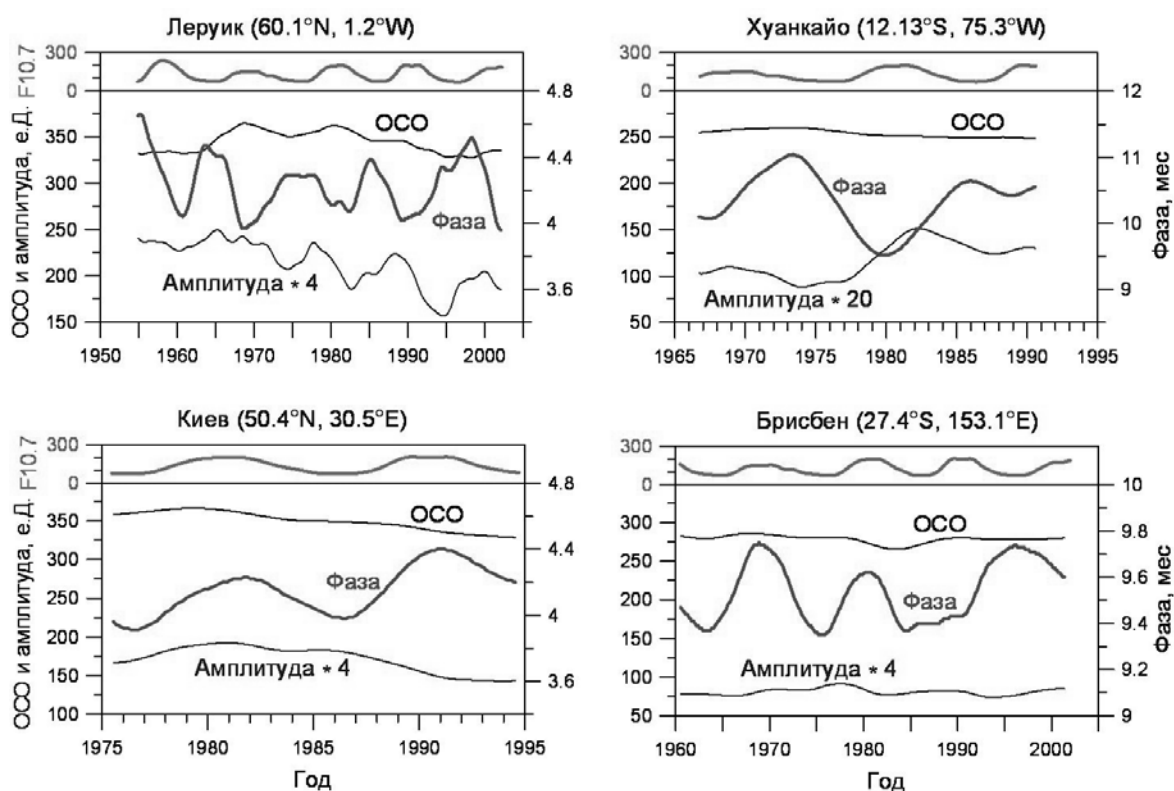 Леруик (60.1°N, 1.2°W)
F10.7
300
0
ОСО и амплитуда, е.Д.
350
300
250
200
150
4.8
4.4
4
3.6
ОСО
Фаза
Амплитуда * 4
1950 1960 1970 1980 1990 2000
Хуанкайо (12.13°S, 75.3°W)
300
0
250
200
150
100
50
12
11
10
9
Фаза, мес
ОСО
Фаза
Амплитуда * 20
1965 1970 1975 1980 1985 1990 1995
Киев (50.4°N, 30.5°E)
F10.7
300
0
ОСО и амплитуда, е.Д.
350
300
250
200
150
100
4.8
4.4
4
3.6
ОСО
Фаза
Амплитуда * 4
1975 1980 1985 1990 1995
Год
Брисбен (27.4°S, 153.1°E)
300
0
300
250
200
150
100
50
10
9.8
9.6
9.4
9.2
9
Фаза, мес
ОСО
Фаза
Амплитуда * 4
1960 1970 1980 1990 2000
Год